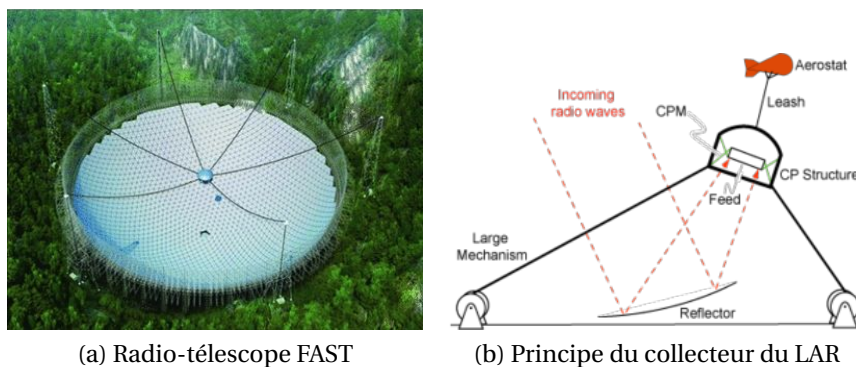 Aerostat
Leash
Incoming
radio waves
CPM
CP Structure
Feed
Large
Mechanism
Reflector
(a) Radio-télescope FAST
(b) Principe du collecteur du LAR